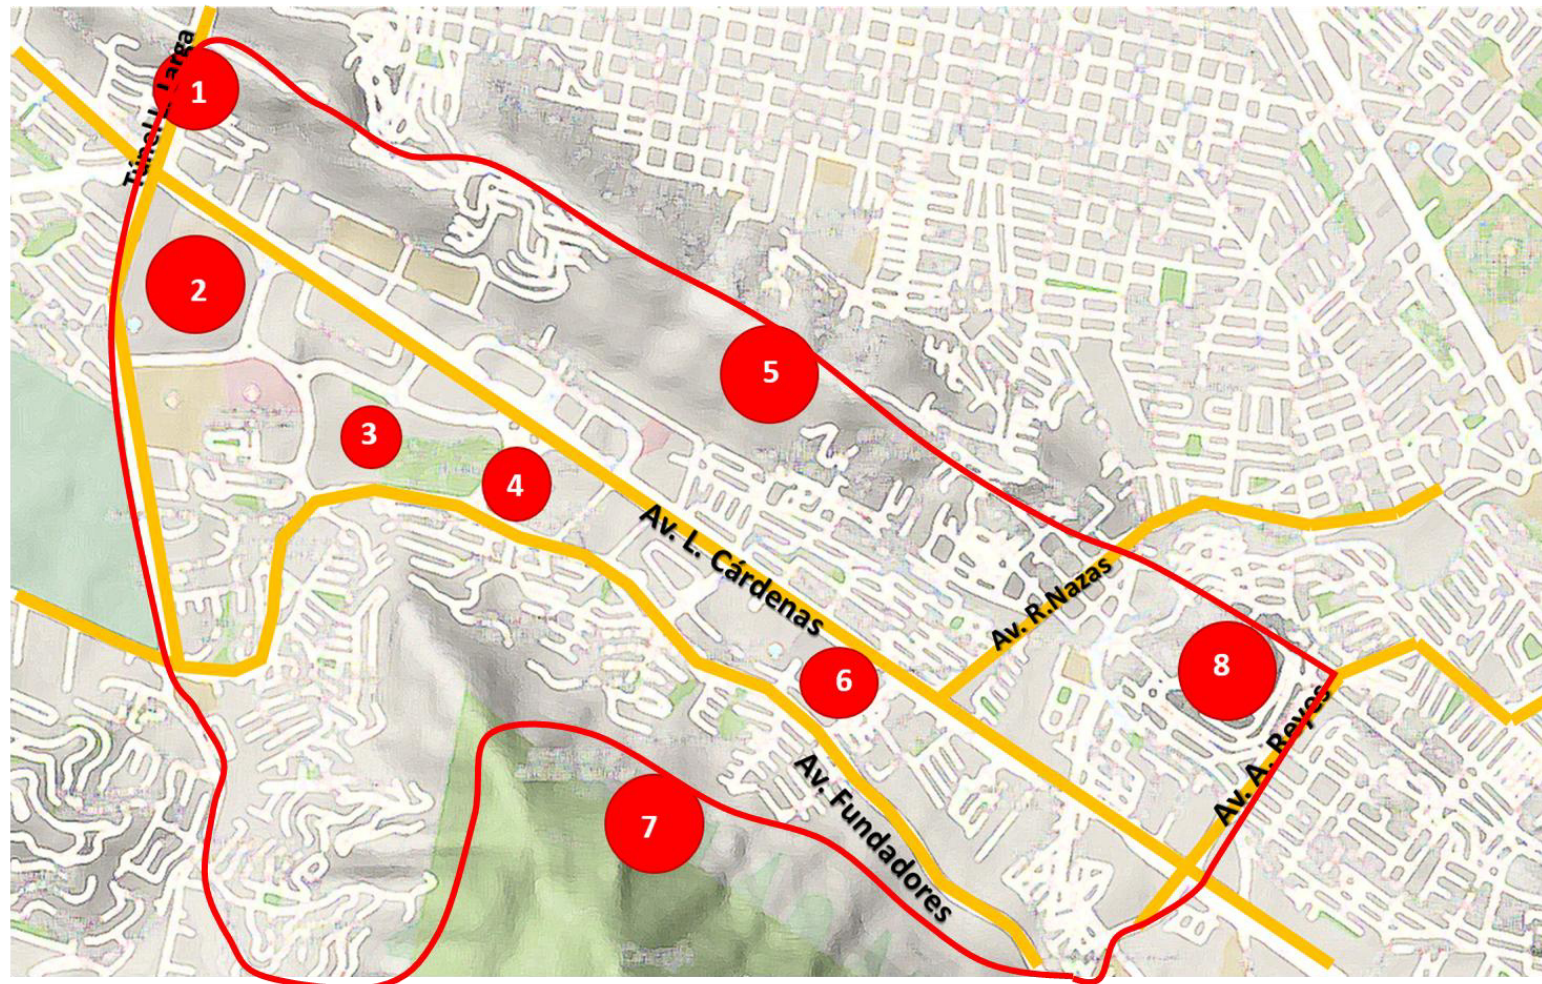 Túnel L. Larga
1
2
3
4
5
Av. L. Cárdenas
Av. R.Nazas
6
8
Av. A. Reyes
7
Av. Fundadores